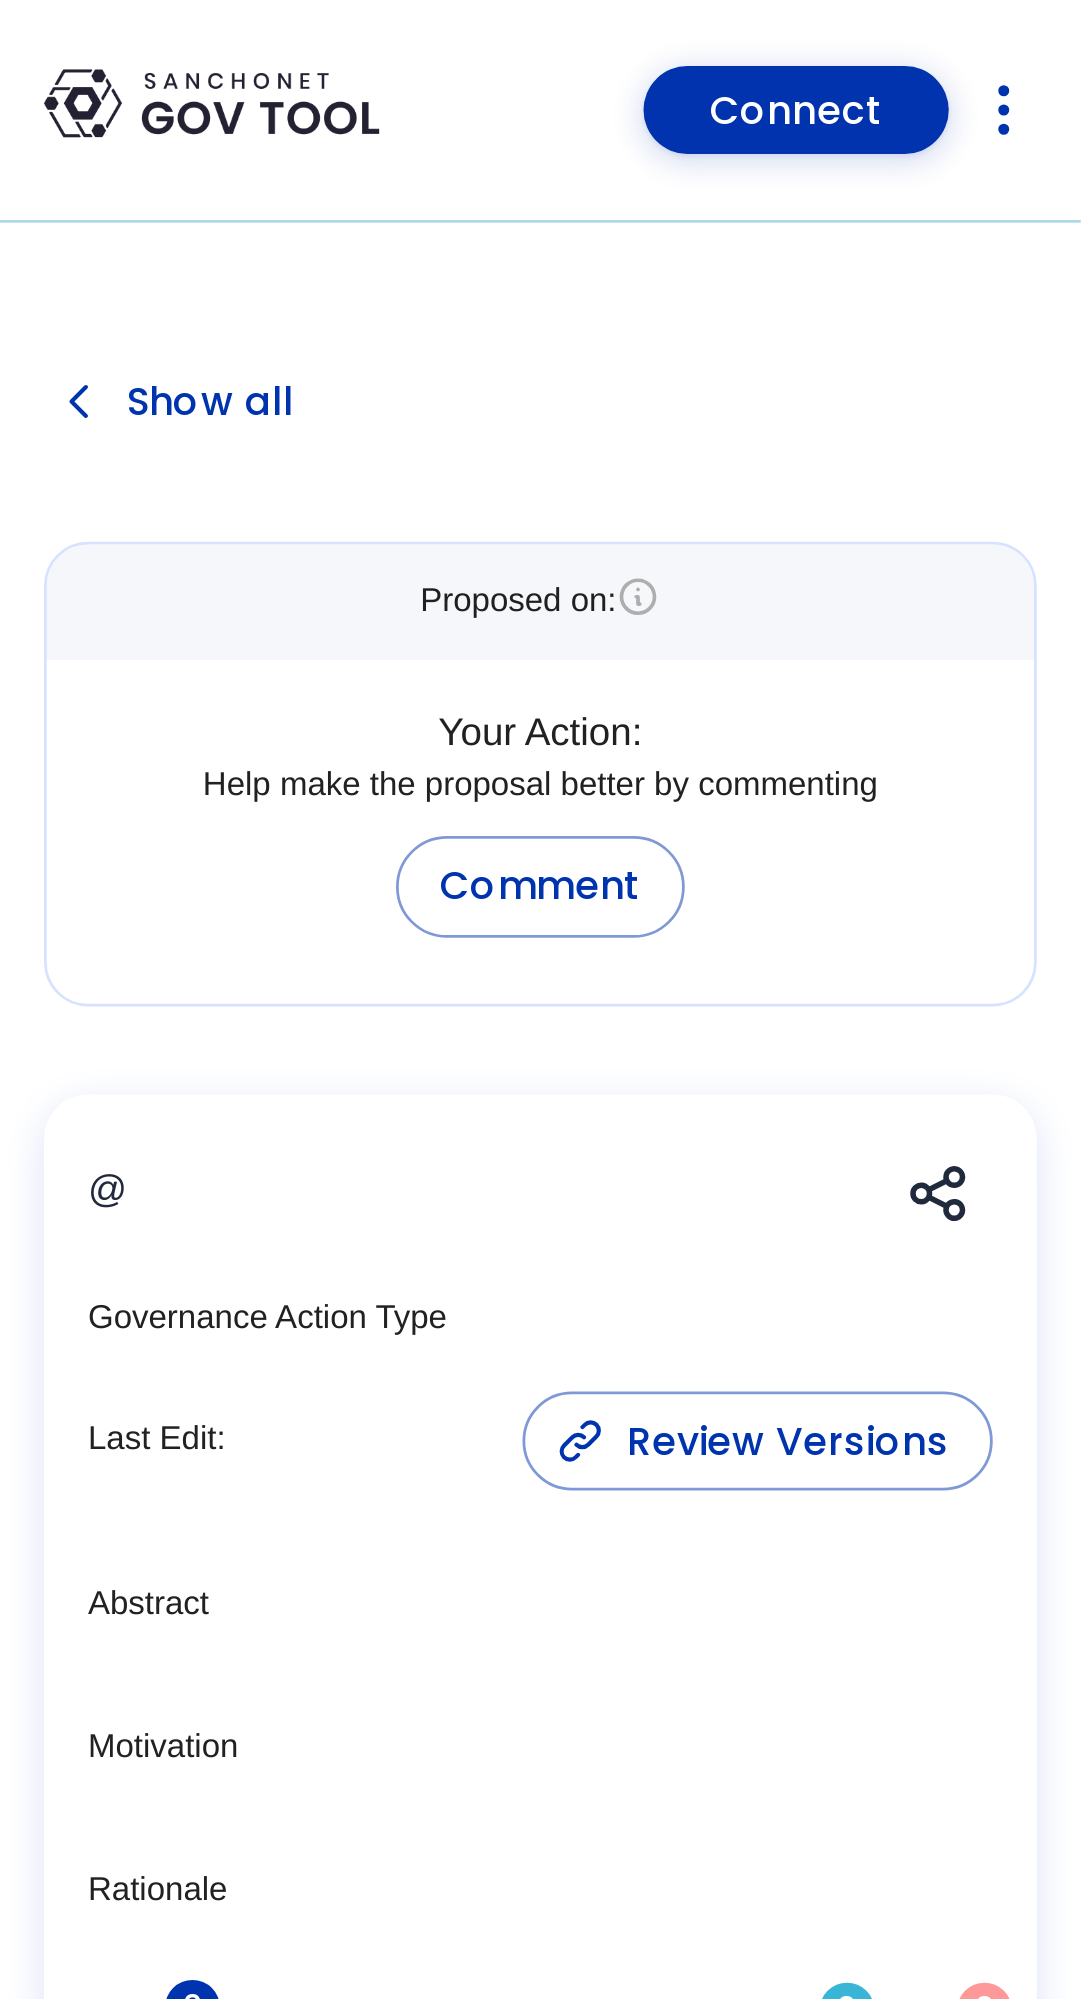 SANCHONET
GOV TOOL
Connect
Show all
Proposed on:
Your Action:
Help make the proposal better by commenting
Comment
@
Governance Action Type
Last Edit:
Review Versions
Abstract
Motivation
Rationale